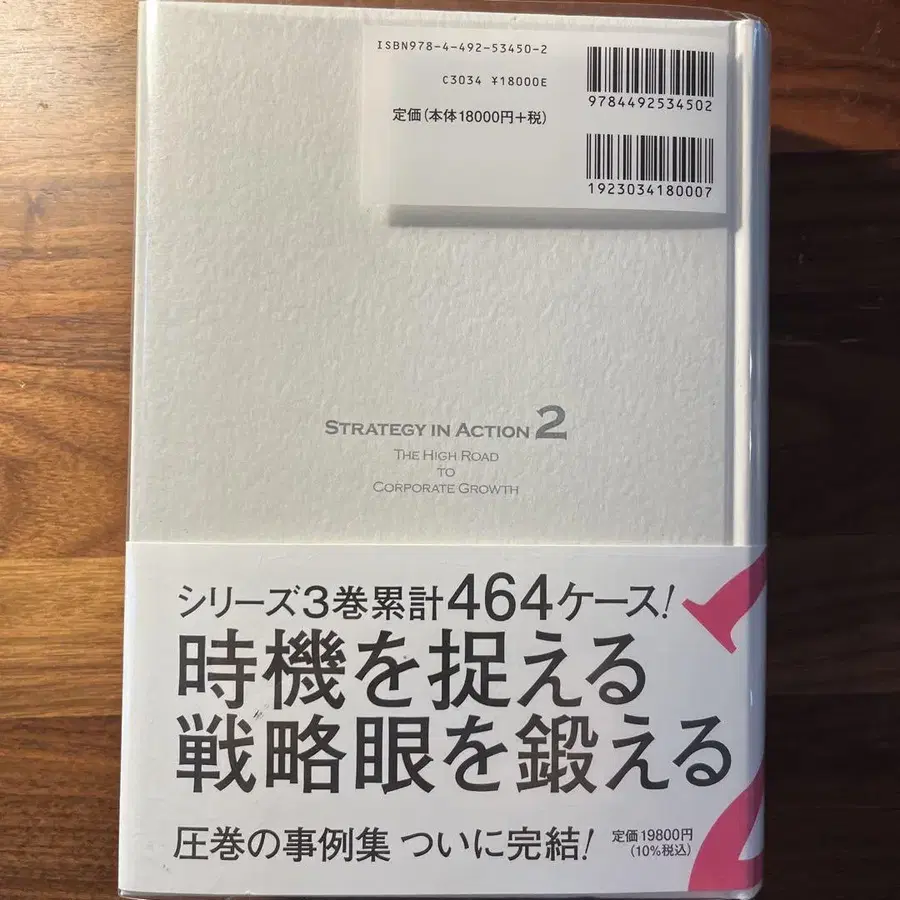 ISBN978-4-492-53450-2
C3034 ¥18000E
定価(本体18000円+税)
9784492534502
1923034180007
STRATEGY IN ACTION 2
THE HIGH ROAD
TO
CORPORATE GROWTH
シリーズ3巻累計464ケース!
時機を捉える
戦略眼を鍛える
圧巻の事例集 ついに完結!
定価19800円
(10%税込)
2